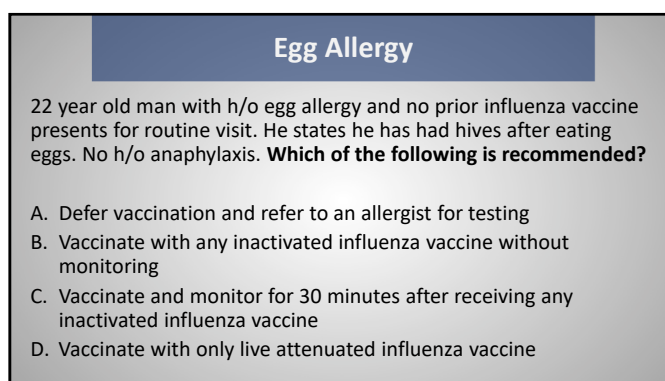 Egg Allergy
22 year old man with h/o egg allergy and no prior influenza vaccine
presents for routine visit. He states he has had hives after eating
eggs. No h/o anaphylaxis. Which of the following is recommended?
A. Defer vaccination and refer to an allergist for testing
B. Vaccinate with any inactivated influenza vaccine without
monitoring
C. Vaccinate and monitor for 30 minutes after receiving any
inactivated influenza vaccine
D. Vaccinate with only live attenuated influenza vaccine